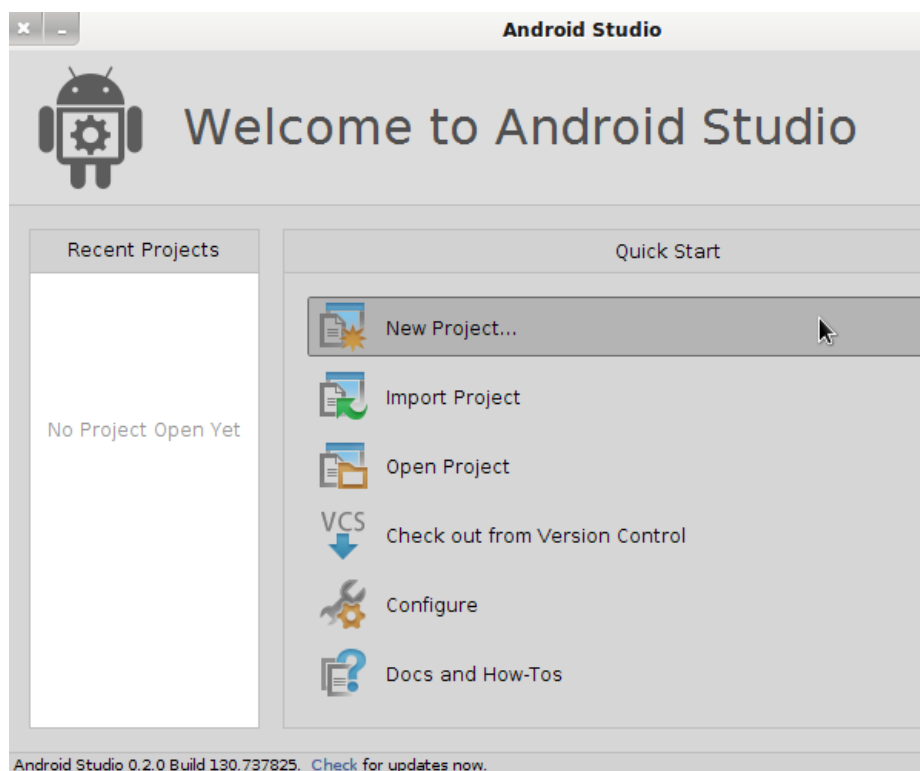 Android Studio
Welcome to Android Studio
Recent Projects
No Project Open Yet
Quick Start
New Project...
Import Project
Open Project
VCS
Check out from Version Control
Configure
Docs and How-Tos
Android Studio 0.2.0 Build 130.737825. Check for updates now.